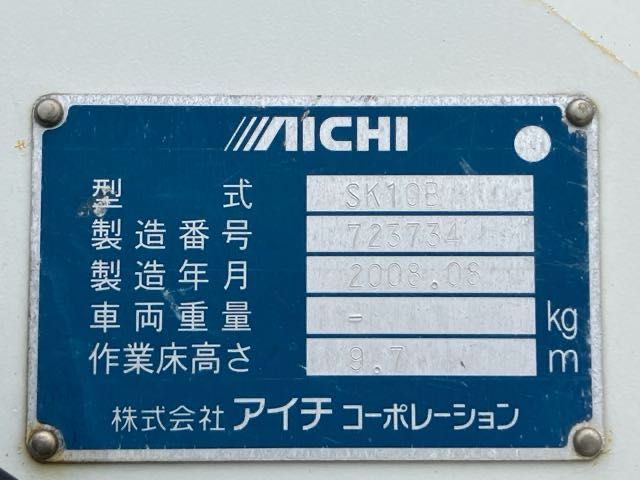 AICHI
型式 SK10B
製造番号 723734
製造年月 2008.08
車両重量 - kg
作業床高さ 9.7 m
株式会社 アイチ コーポレーション